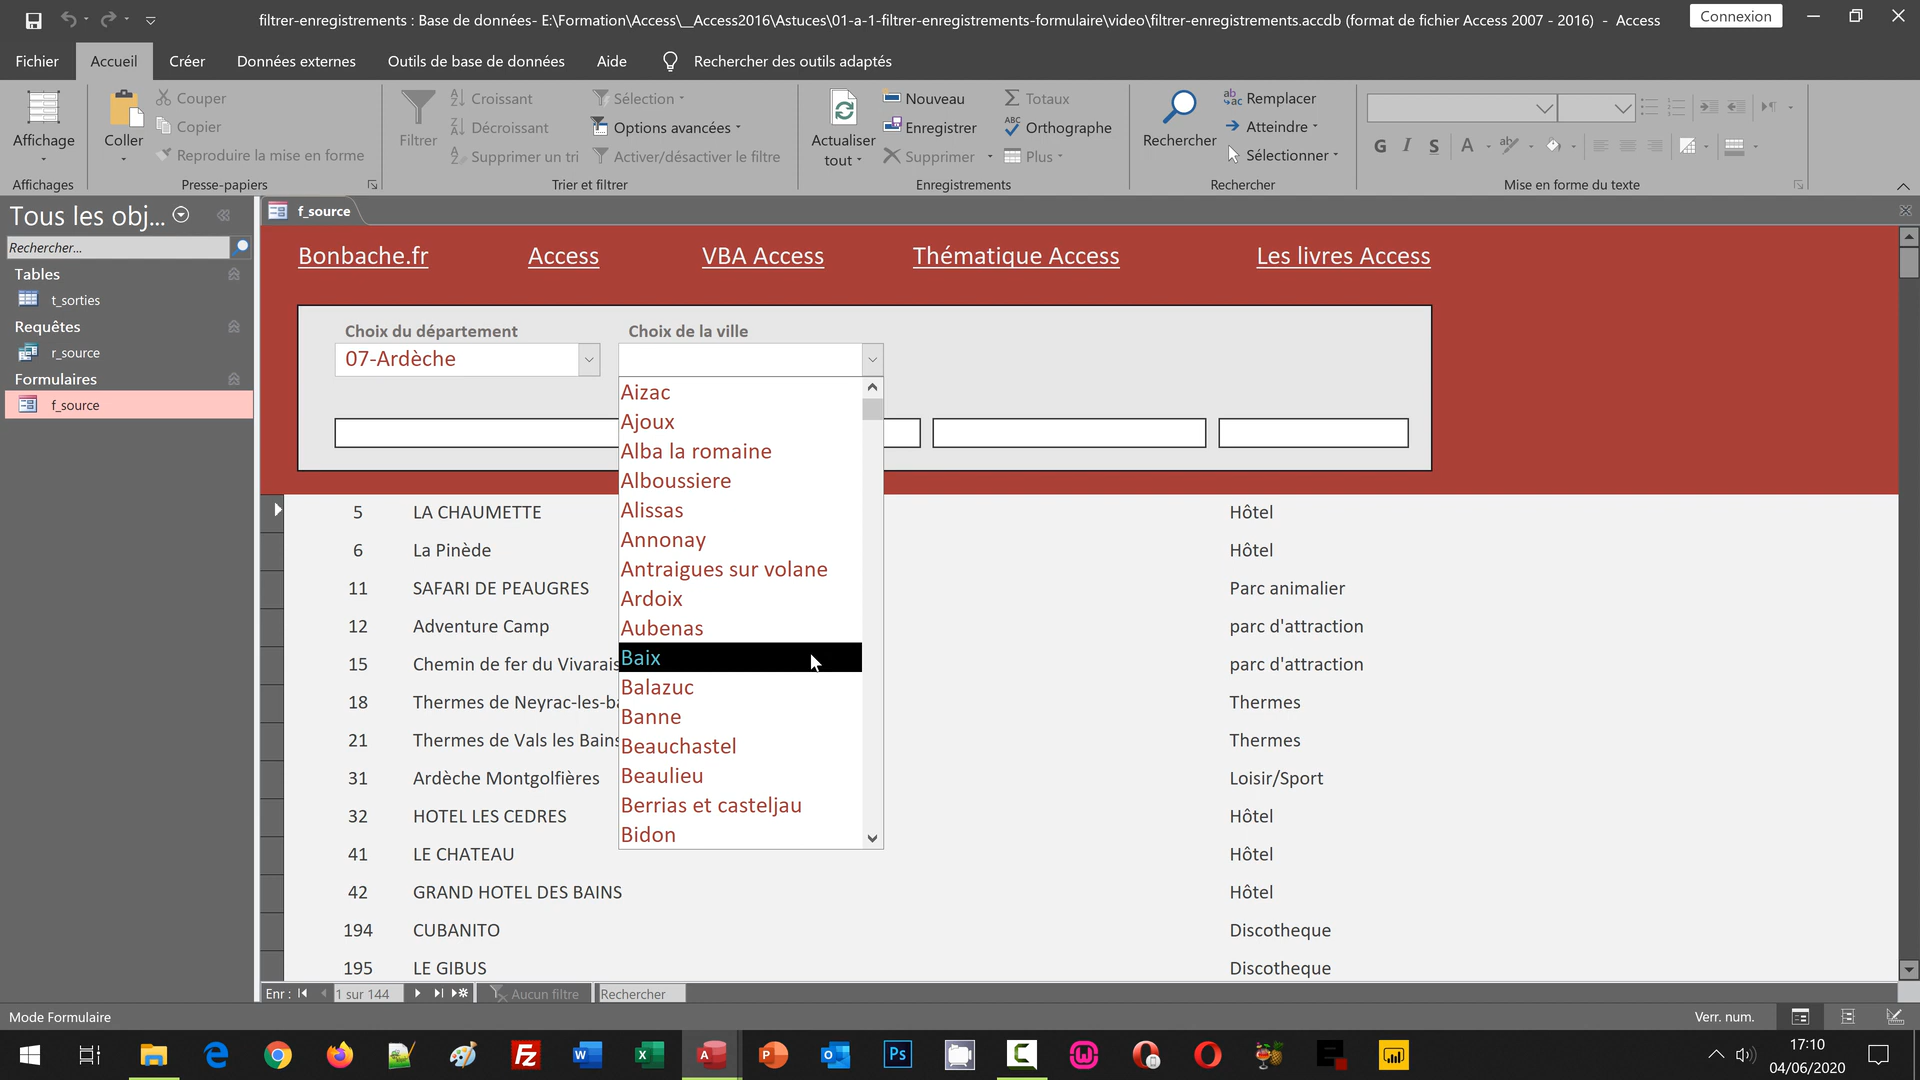 filtrer-enregistrements : Base de données- E:\Formation\Access\__Access2016\Astuces\01-a-1-filtrer-enregistrements-formulaire\video\filtrer-enregistrements.accdb (format de fichier Access 2007 - 2016) - Access
Connexion
Fichier Accueil Créer Données externes Outils de base de données Aide Rechercher des outils adaptés
Affichage
Affichages
Coller
Couper
Copier
Reproduire la mise en forme
Presse-papiers
Filtrer
Croissant
Décroissant
Supprimer un tri
Sélection
Options avancées
Activer/désactiver le filtre
Trier et filtrer
Actualiser
tout
Nouveau
Enregistrer
Supprimer
Totaux
Orthographe
Plus
Enregistrements
Rechercher
Remplacer
Atteindre
Sélectionner
Rechercher
G I S A
Mise en forme du texte
Tous les obj...
Rechercher...
Tables
t_sorties
Requêtes
r_source
Formulaires
f_source
f_source
Bonbache.fr Access VBA Access Thématique Access Les livres Access
Choix du département
07-Ardèche
Choix de la ville
Aizac
Ajoux
Alba la romaine
Alboussiere
Alissas
Annonay
Antraigues sur volane
Ardoix
Aubenas
Baix
Balazuc
Banne
Beauchastel
Beaulieu
Berrias et casteljau
Bidon
5 LA CHAUMETTE Hôtel
6 La Pinède Hôtel
11 SAFARI DE PEAUGRES Parc animalier
12 Adventure Camp parc d'attraction
15 Chemin de fer du Vivarais parc d'attraction
18 Thermes de Neyrac-les-ba Thermes
21 Thermes de Vals les Bains Thermes
31 Ardèche Montgolfières Loisir/Sport
32 HOTEL LES CEDRES Hôtel
41 LE CHATEAU Hôtel
42 GRAND HOTEL DES BAINS Hôtel
194 CUBANITO Discotheque
195 LE GIBUS Discotheque
Enr : 1 sur 144 Aucun filtre Rechercher
Mode Formulaire
Verr. num.
17:10
04/06/2020